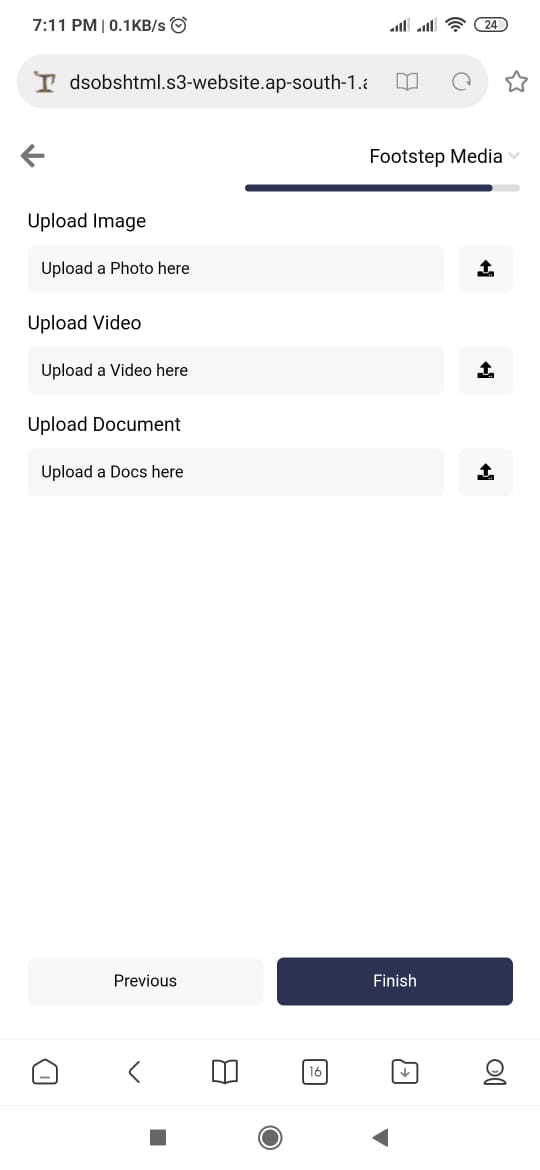 7:11 PM | 0.1KB/s
24
dsobshtml.s3-website.ap-south-1.a
Footstep Media
Upload Image
Upload a Photo here
Upload Video
Upload a Video here
Upload Document
Upload a Docs here
Previous
Finish
16